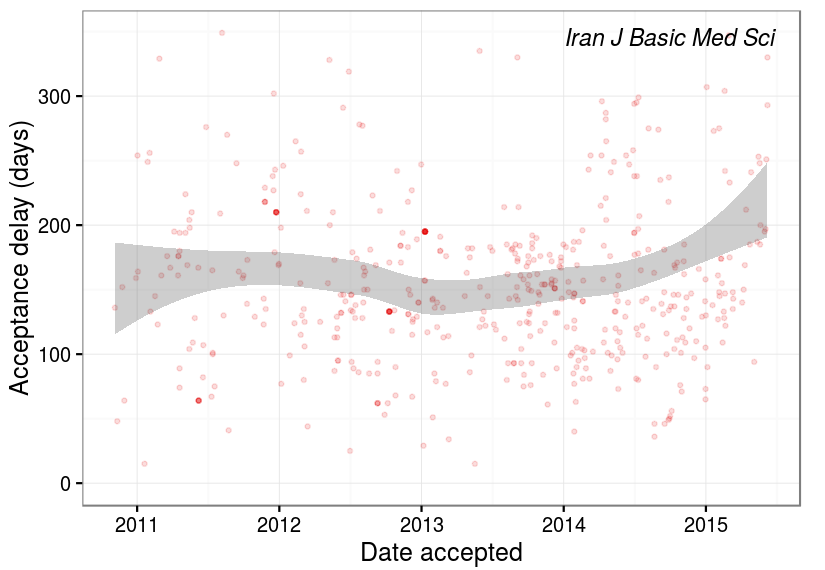 Iran J Basic Med Sci
300
200
100
0
Acceptance delay (days)
2011 2012 2013 2014 2015
Date accepted